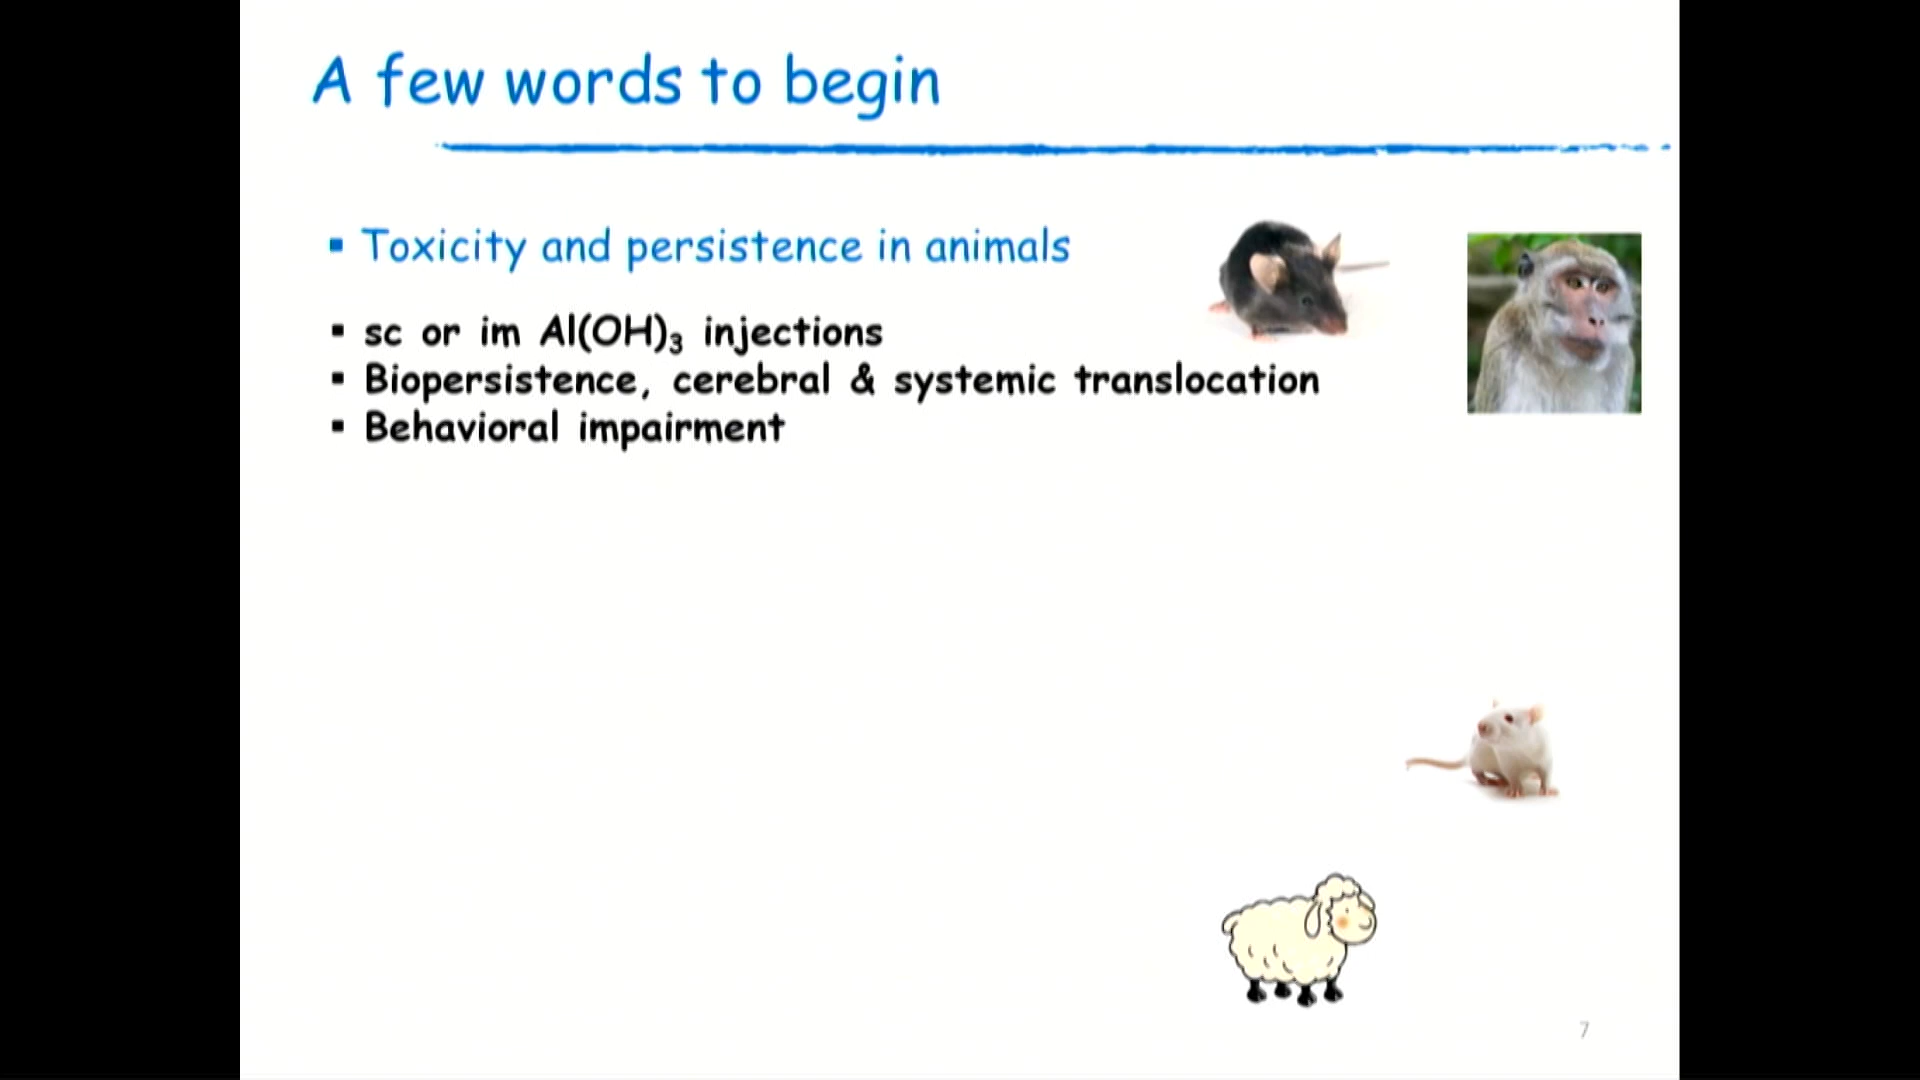 A few words to begin
▪ Toxicity and persistence in animals
▪ sc or im Al(OH)₃ injections
▪ Biopersistence, cerebral & systemic translocation
▪ Behavioral impairment
7